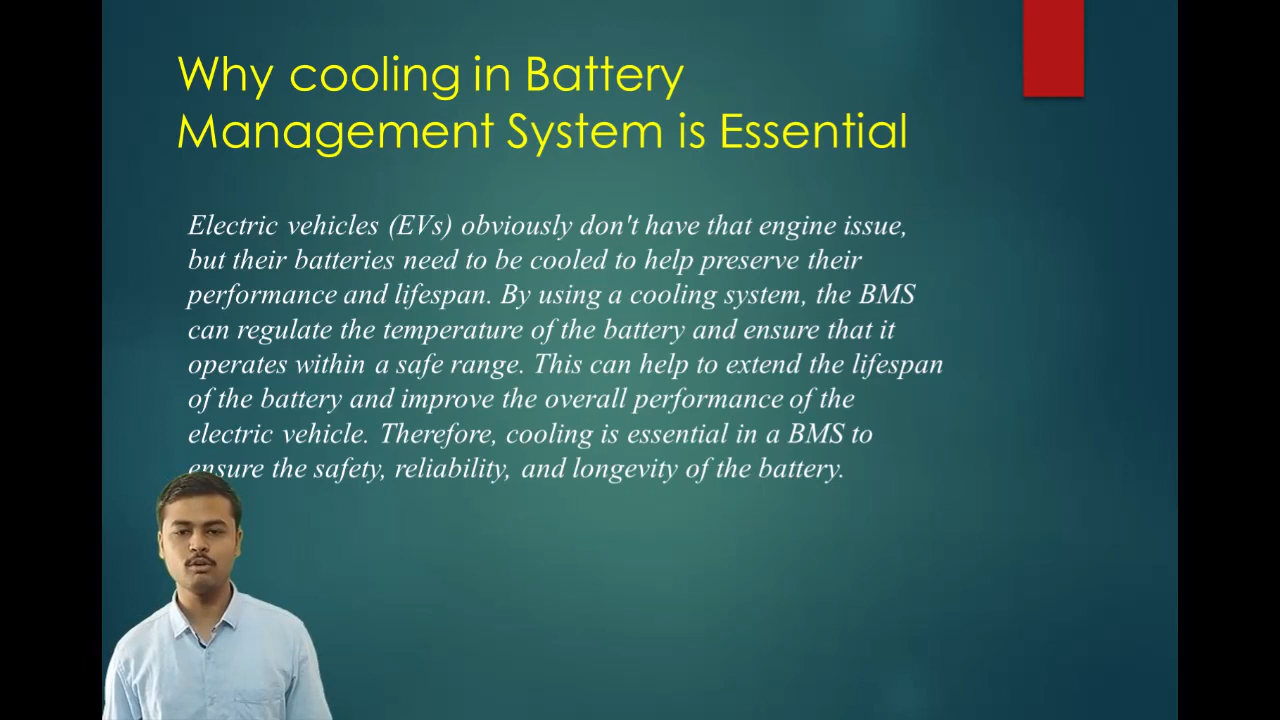 Why cooling in Battery
Management System is Essential
Electric vehicles (EVs) obviously don't have that engine issue,
but their batteries need to be cooled to help preserve their
performance and lifespan. By using a cooling system, the BMS
can regulate the temperature of the battery and ensure that it
operates within a safe range. This can help to extend the lifespan
of the battery and improve the overall performance of the
electric vehicle. Therefore, cooling is essential in a BMS to
ensure the safety, reliability, and longevity of the battery.